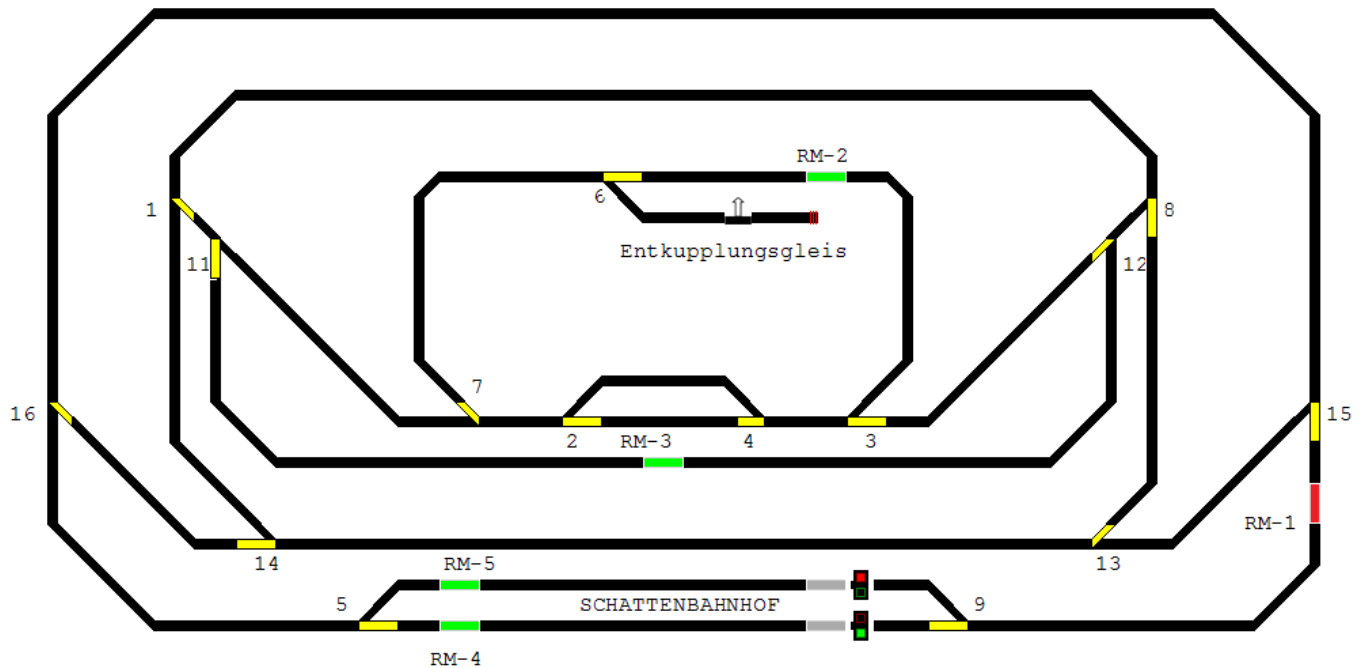 RM-2
6
1
8
Entkupplungsgleis
11
12
7
16
15
2
RM-3
4
3
RM-1
14
RM-5
13
5
SCHATTENBAHNHOF
9
RM-4